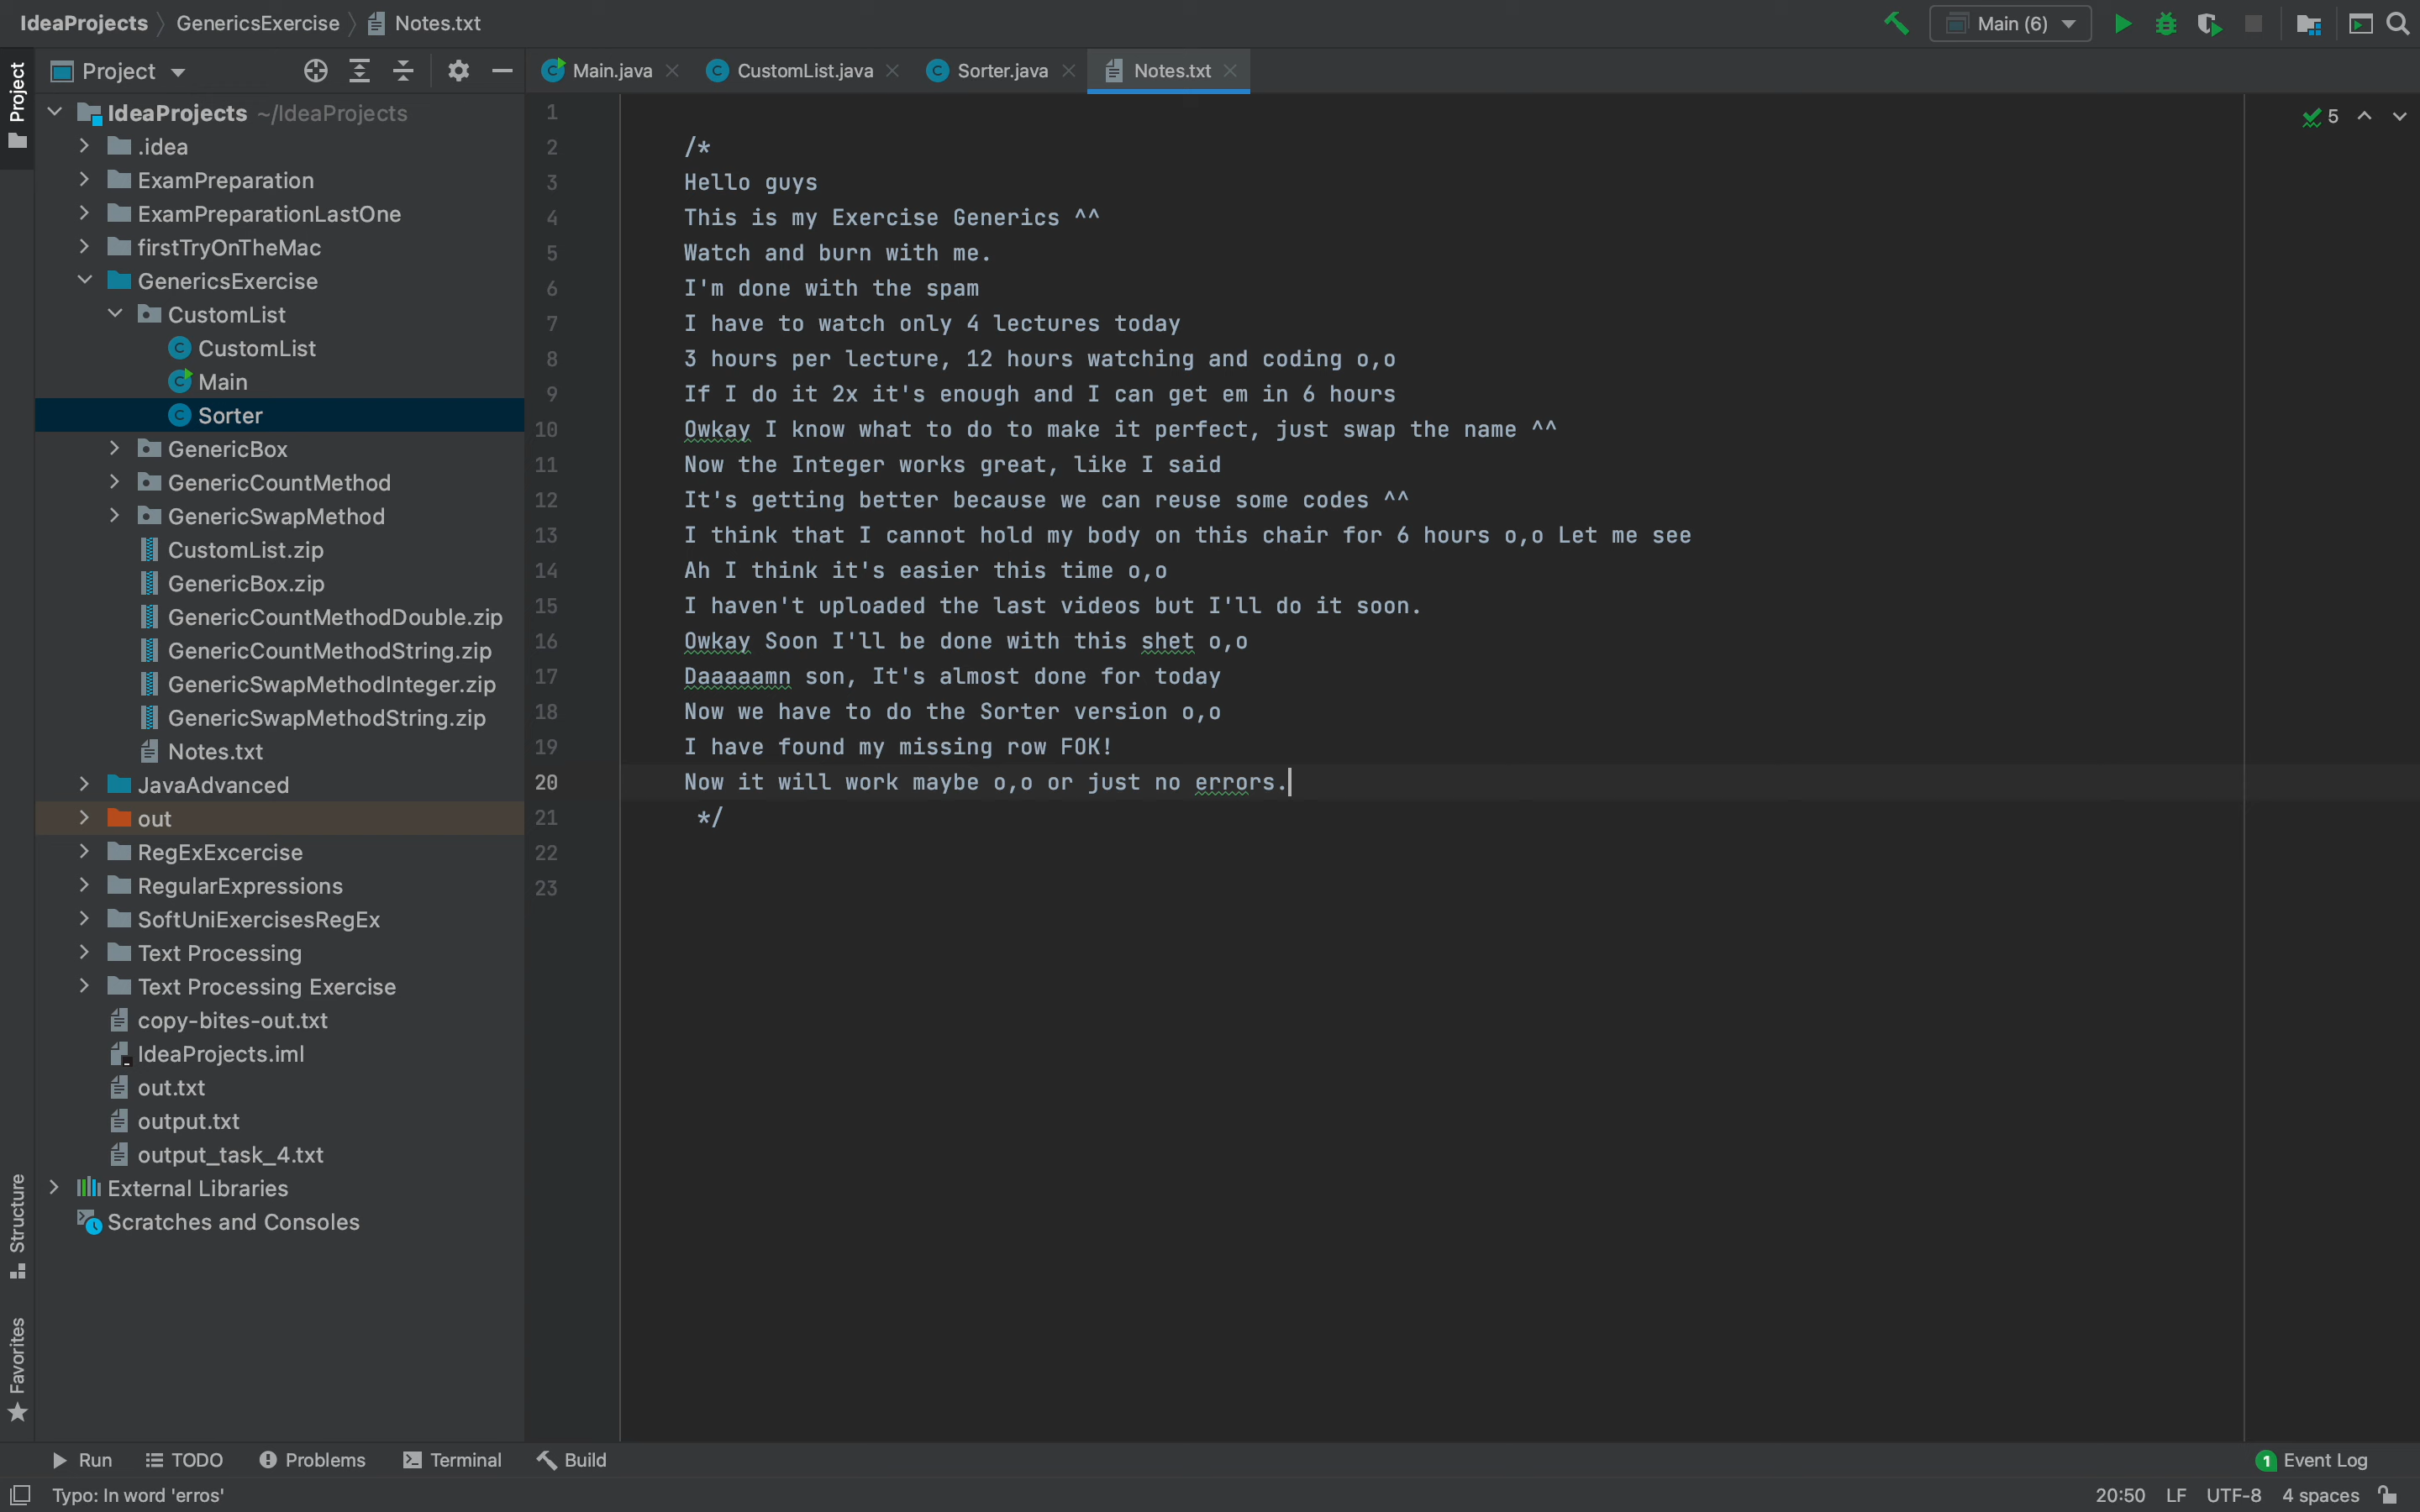 IdeaProjects GenericsExercise Notes.txt
Main (6)
Project
Main.java CustomList.java Sorter.java Notes.txt
Project
IdeaProjects ~/IdeaProjects
.idea
ExamPreparation
ExamPreparationLastOne
firstTryOnTheMac
GenericsExercise
CustomList
CustomList
Main
Sorter
GenericBox
GenericCountMethod
GenericSwapMethod
CustomList.zip
GenericBox.zip
GenericCountMethodDouble.zip
GenericCountMethodString.zip
GenericSwapMethodInteger.zip
GenericSwapMethodString.zip
Notes.txt
JavaAdvanced
out
RegExExcercise
RegularExpressions
SoftUniExercisesRegEx
Text Processing
Text Processing Exercise
copy-bites-out.txt
IdeaProjects.iml
out.txt
output.txt
output_task_4.txt
External Libraries
Scratches and Consoles
Structure
Favorites
1
2 /*
3 Hello guys
4 This is my Exercise Generics ^^
5 Watch and burn with me.
6 I'm done with the spam
7 I have to watch only 4 lectures today
8 3 hours per lecture, 12 hours watching and coding o,o
9 If I do it 2x it's enough and I can get em in 6 hours
10 Owkay I know what to do to make it perfect, just swap the name ^^
11 Now the Integer works great, like I said
12 It's getting better because we can reuse some codes ^^
13 I think that I cannot hold my body on this chair for 6 hours o,o Let me see
14 Ah I think it's easier this time o,o
15 I haven't uploaded the last videos but I'll do it soon.
16 Owkay Soon I'll be done with this shet o,o
17 Daaaaamn son, It's almost done for today
18 Now we have to do the Sorter version o,o
19 I have found my missing row FOK!
20 Now it will work maybe o,o or just no errors.
21 */
22
23
5
Run TODO Problems Terminal Build
1 Event Log
Typo: In word 'erros'
20:50 LF UTF-8 4 spaces